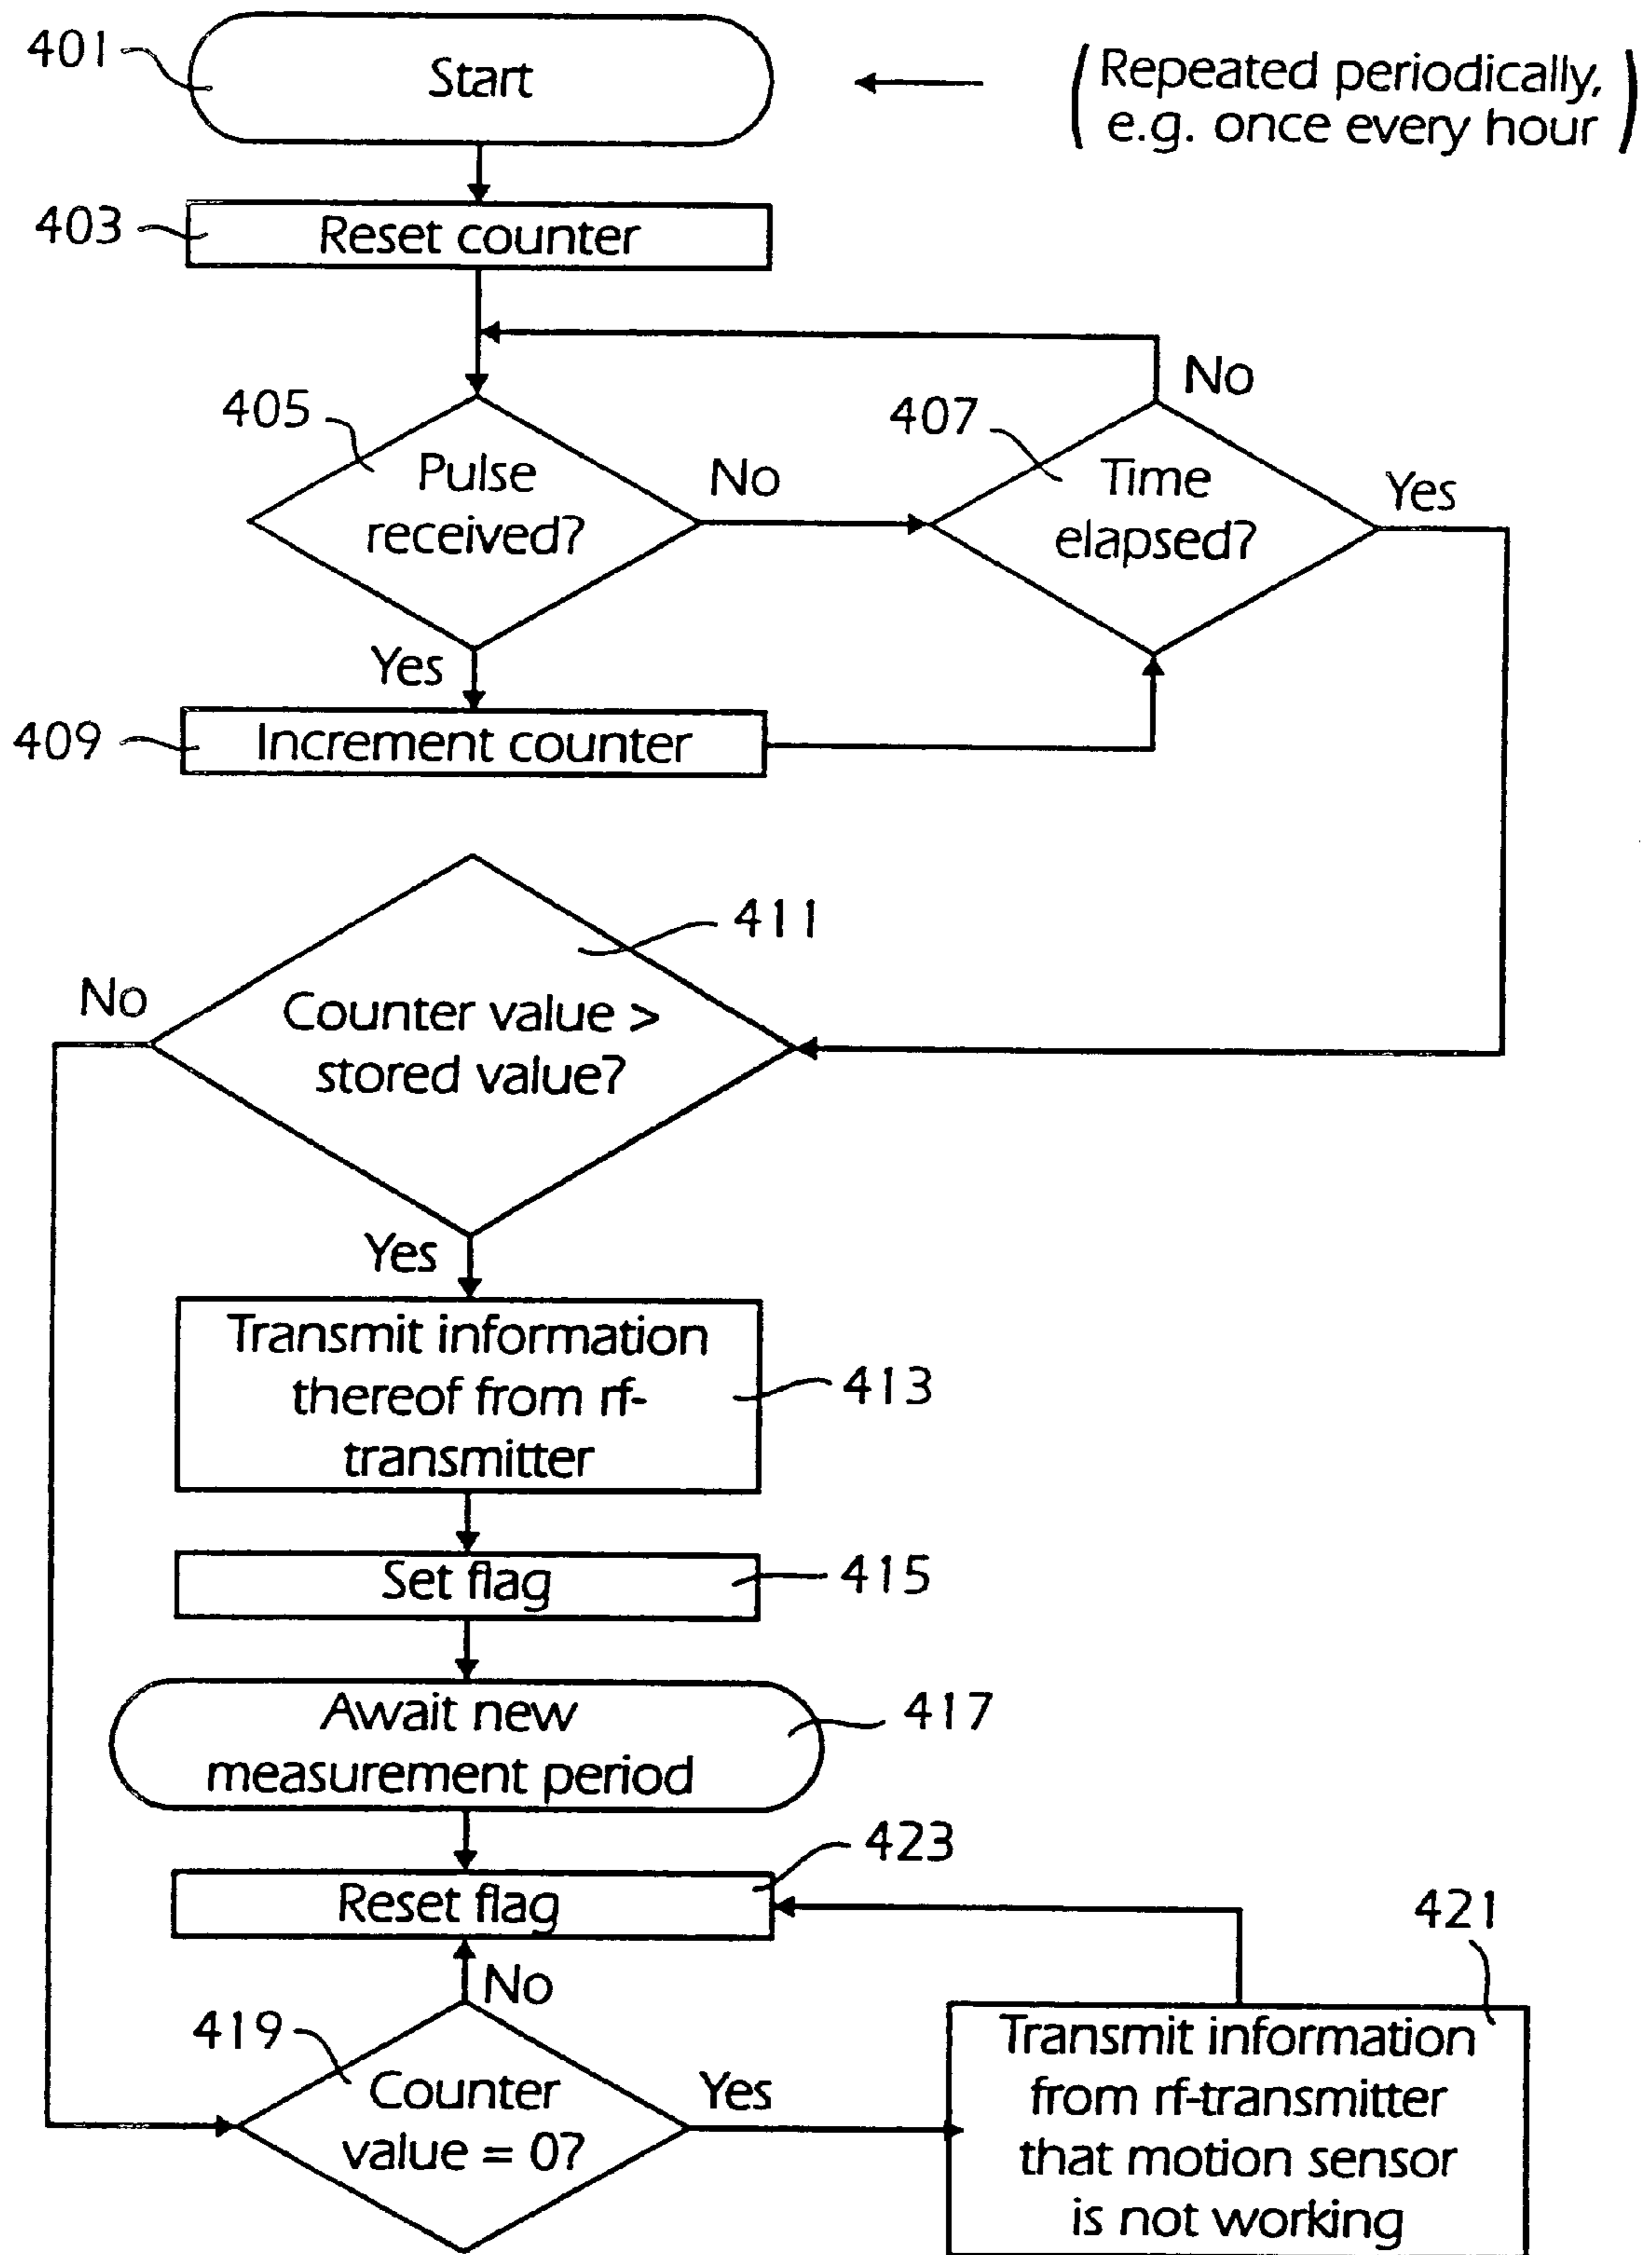 401
Start
(Repeated periodically,
e.g. once every hour)
403
Reset counter
No
405
407
Pulse
received?
No
Time
elapsed?
Yes
Yes
409
Increment counter
411
No
Counter value >
stored value?
Yes
Transmit information
thereof from rf-
transmitter
413
Set flag
415
Await new
measurement period
417
423
Reset flag
421
No
419
Counter
value = 0?
Yes
Transmit information
from rf-transmitter
that motion sensor
is not working